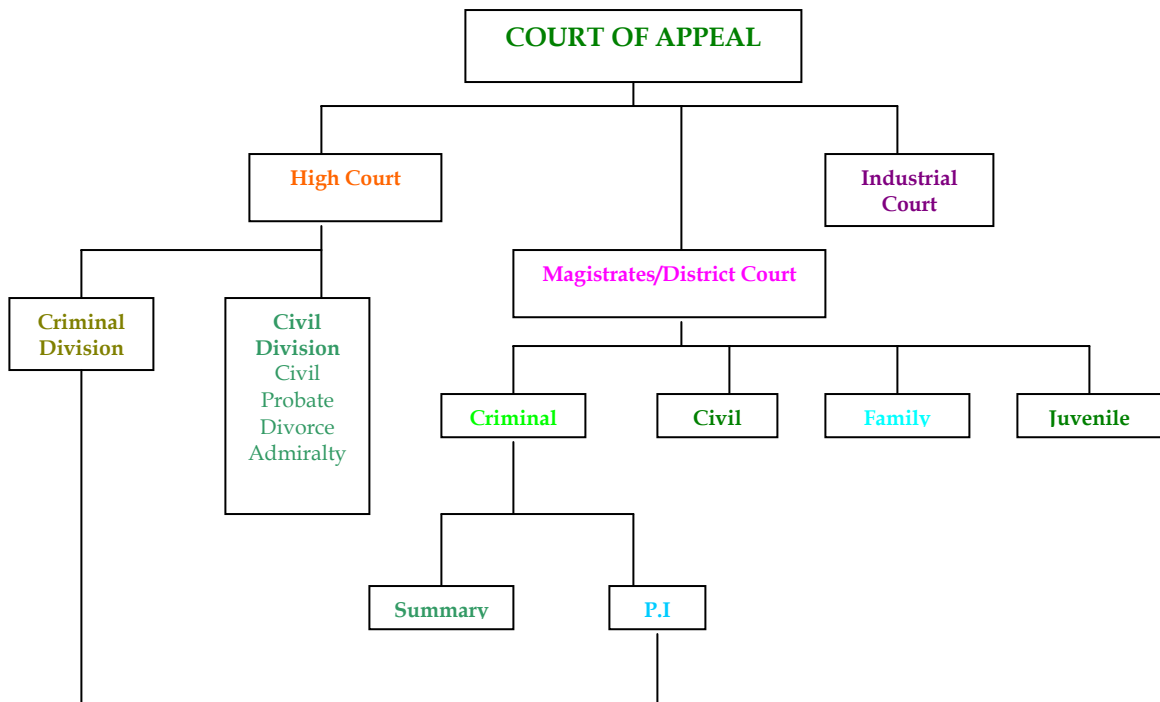 COURT OF APPEAL
High Court
Industrial
Court
Magistrates/District Court
Criminal
Division
Civil
Division
Civil
Probate
Divorce
Admiralty
Criminal
Civil
Family
Juvenile
Summary
P.I